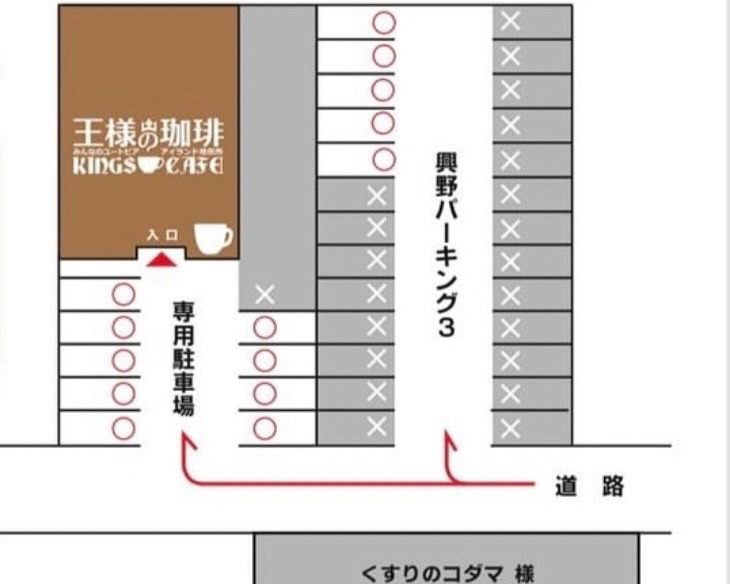 王様の珈琲
みんなのユートピア アイランド珈琲所
KING'S CAFE
入口
専用駐車場
興野パーキング3
道 路
くすりのコダマ 様